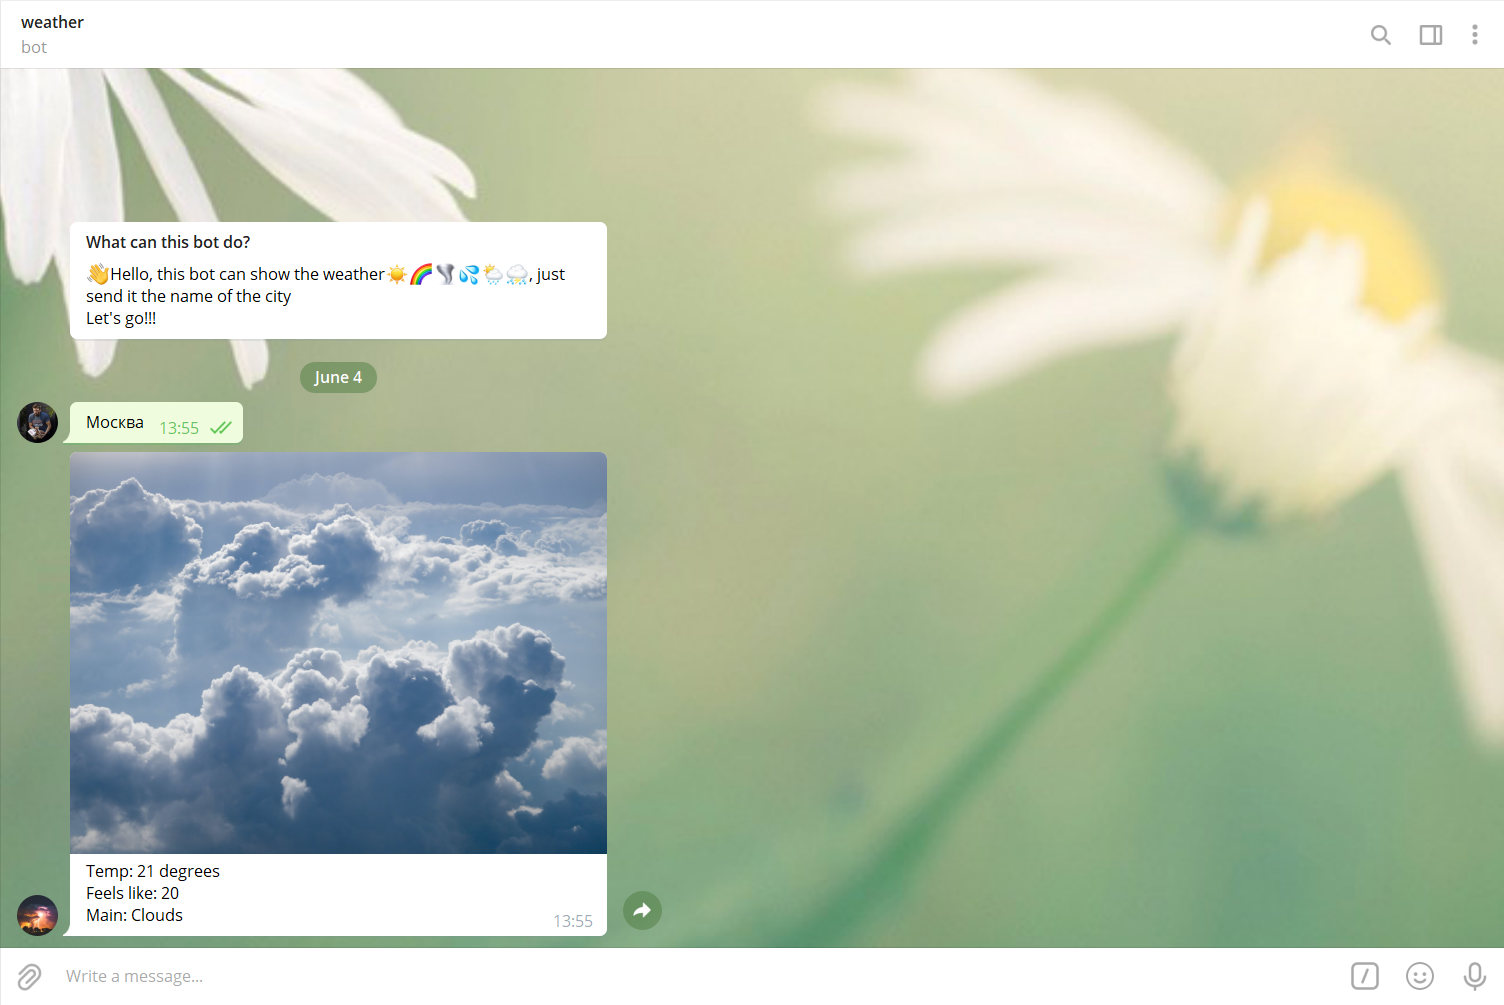 weather
bot
What can this bot do?
👋Hello, this bot can show the weather☀️🌈🌪💦🌦🌧, just
send it the name of the city
Let's go!!!
June 4
Москва 13:55
Temp: 21 degrees
Feels like: 20
Main: Clouds
13:55
Write a message...